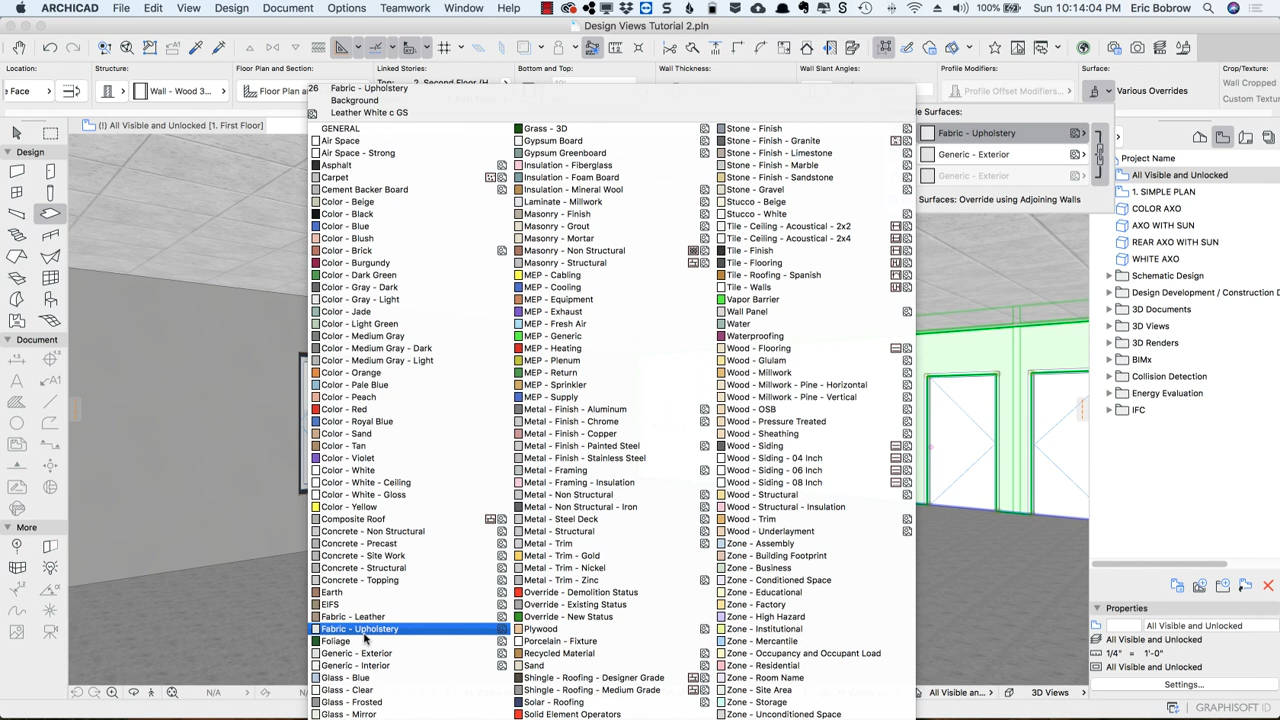 ARCHICAD File Edit View Design Document Options Teamwork Window Help 100% Sun 10:14:04 PM Eric Bobrow
Design Views Tutorial 2.pln
Location: Structure: Floor Plan and Section: Linked Stories: Bottom and Top: Wall Thickness: Wall Slant Angles: Profile Modifiers: Surface: Crop/Texture:
Face Wall - Wood 3... Floor Plan a Top: 2. Second Floor (H Profile Offset Modifiers... Various Overrides Wall Cropped
Custom Textur
(!) All Visible and Unlocked [1. First Floor]
26 Fabric - Upholstery
Background
Leather White c GS
GENERAL
Air Space
Air Space - Strong
Asphalt
Carpet
Cement Backer Board
Color - Beige
Color - Black
Color - Blue
Color - Blush
Color - Brick
Color - Burgundy
Color - Dark Green
Color - Gray - Dark
Color - Gray - Light
Color - Jade
Color - Light Green
Color - Medium Gray
Color - Medium Gray - Dark
Color - Medium Gray - Light
Color - Orange
Color - Pale Blue
Color - Peach
Color - Red
Color - Royal Blue
Color - Sand
Color - Tan
Color - Violet
Color - White
Color - White - Ceiling
Color - White - Gloss
Color - Yellow
Composite Roof
Concrete - Non Structural
Concrete - Precast
Concrete - Site Work
Concrete - Structural
Concrete - Topping
Earth
EIFS
Fabric - Leather
Fabric - Upholstery
Foliage
Generic - Exterior
Generic - Interior
Glass - Blue
Glass - Clear
Glass - Frosted
Glass - Mirror
Grass - 3D
Gypsum Board
Gypsum Greenboard
Insulation - Fiberglass
Insulation - Foam Board
Insulation - Mineral Wool
Laminate - Millwork
Masonry - Finish
Masonry - Grout
Masonry - Mortar
Masonry - Non Structural
Masonry - Structural
MEP - Cabling
MEP - Cooling
MEP - Equipment
MEP - Exhaust
MEP - Fresh Air
MEP - Generic
MEP - Heating
MEP - Plenum
MEP - Return
MEP - Sprinkler
MEP - Supply
Metal - Finish - Aluminum
Metal - Finish - Chrome
Metal - Finish - Copper
Metal - Finish - Painted Steel
Metal - Finish - Stainless Steel
Metal - Framing
Metal - Framing - Insulation
Metal - Non Structural
Metal - Non Structural - Iron
Metal - Steel Deck
Metal - Structural
Metal - Trim
Metal - Trim - Gold
Metal - Trim - Nickel
Metal - Trim - Zinc
Override - Demolition Status
Override - Existing Status
Override - New Status
Plywood
Porcelain - Fixture
Recycled Material
Sand
Shingle - Roofing - Designer Grade
Shingle - Roofing - Medium Grade
Solar - Roofing
Solid Element Operators
Stone - Finish
Stone - Finish - Granite
Stone - Finish - Limestone
Stone - Finish - Marble
Stone - Finish - Sandstone
Stone - Gravel
Stucco - Beige
Stucco - White
Tile - Ceiling - Acoustical - 2x2
Tile - Ceiling - Acoustical - 2x4
Tile - Finish
Tile - Flooring
Tile - Roofing - Spanish
Tile - Walls
Vapor Barrier
Wall Panel
Water
Waterproofing
Wood - Flooring
Wood - Glulam
Wood - Millwork
Wood - Millwork - Pine - Horizontal
Wood - Millwork - Pine - Vertical
Wood - OSB
Wood - Pressure Treated
Wood - Sheathing
Wood - Siding
Wood - Siding - 04 Inch
Wood - Siding - 06 Inch
Wood - Siding - 08 Inch
Wood - Structural
Wood - Structural - Insulation
Wood - Trim
Wood - Underlayment
Zone - Assembly
Zone - Building Footprint
Zone - Business
Zone - Conditioned Space
Zone - Educational
Zone - Factory
Zone - High Hazard
Zone - Institutional
Zone - Mercantile
Zone - Occupancy and Occupant Load
Zone - Residential
Zone - Room Name
Zone - Site Area
Zone - Storage
Zone - Unconditioned Space
de Surfaces:
Fabric - Upholstery
Generic - Exterior
Generic - Exterior
Surfaces: Override using Adjoining Walls
Design
Document
More
Project Name
All Visible and Unlocked
1. SIMPLE PLAN
COLOR AXO
AXO WITH SUN
REAR AXO WITH SUN
WHITE AXO
Schematic Design
Design Development / Construction D
3D Documents
3D Views
3D Renders
BIMx
Collision Detection
Energy Evaluation
IFC
Properties
All Visible and Unlocked
All Visible and Unlocked
1/4" = 1'-0"
All Visible and Unlocked
Settings...
N/A N/A All Visible an... 3D Views
GRAPHISOFT ID